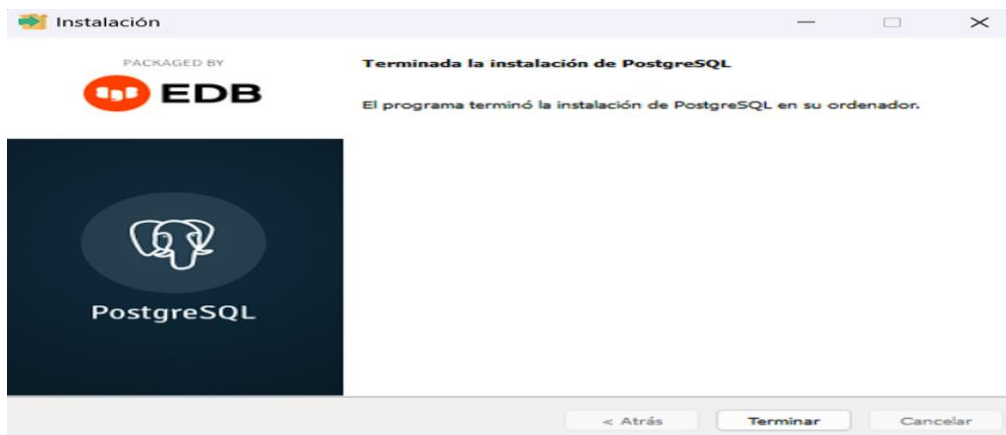 Instalación
PACKAGED BY
EDB
Terminada la instalación de PostgreSQL
El programa terminó la instalación de PostgreSQL en su ordenador.
PostgreSQL
< Atrás
Terminar
Cancelar